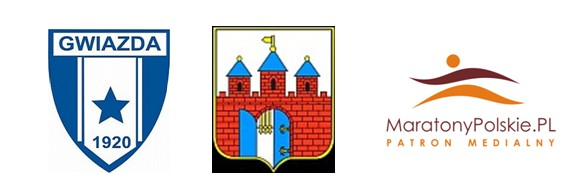 GWIAZDA
1920
MaratonyPolskie.PL
PATRON MEDIALNY